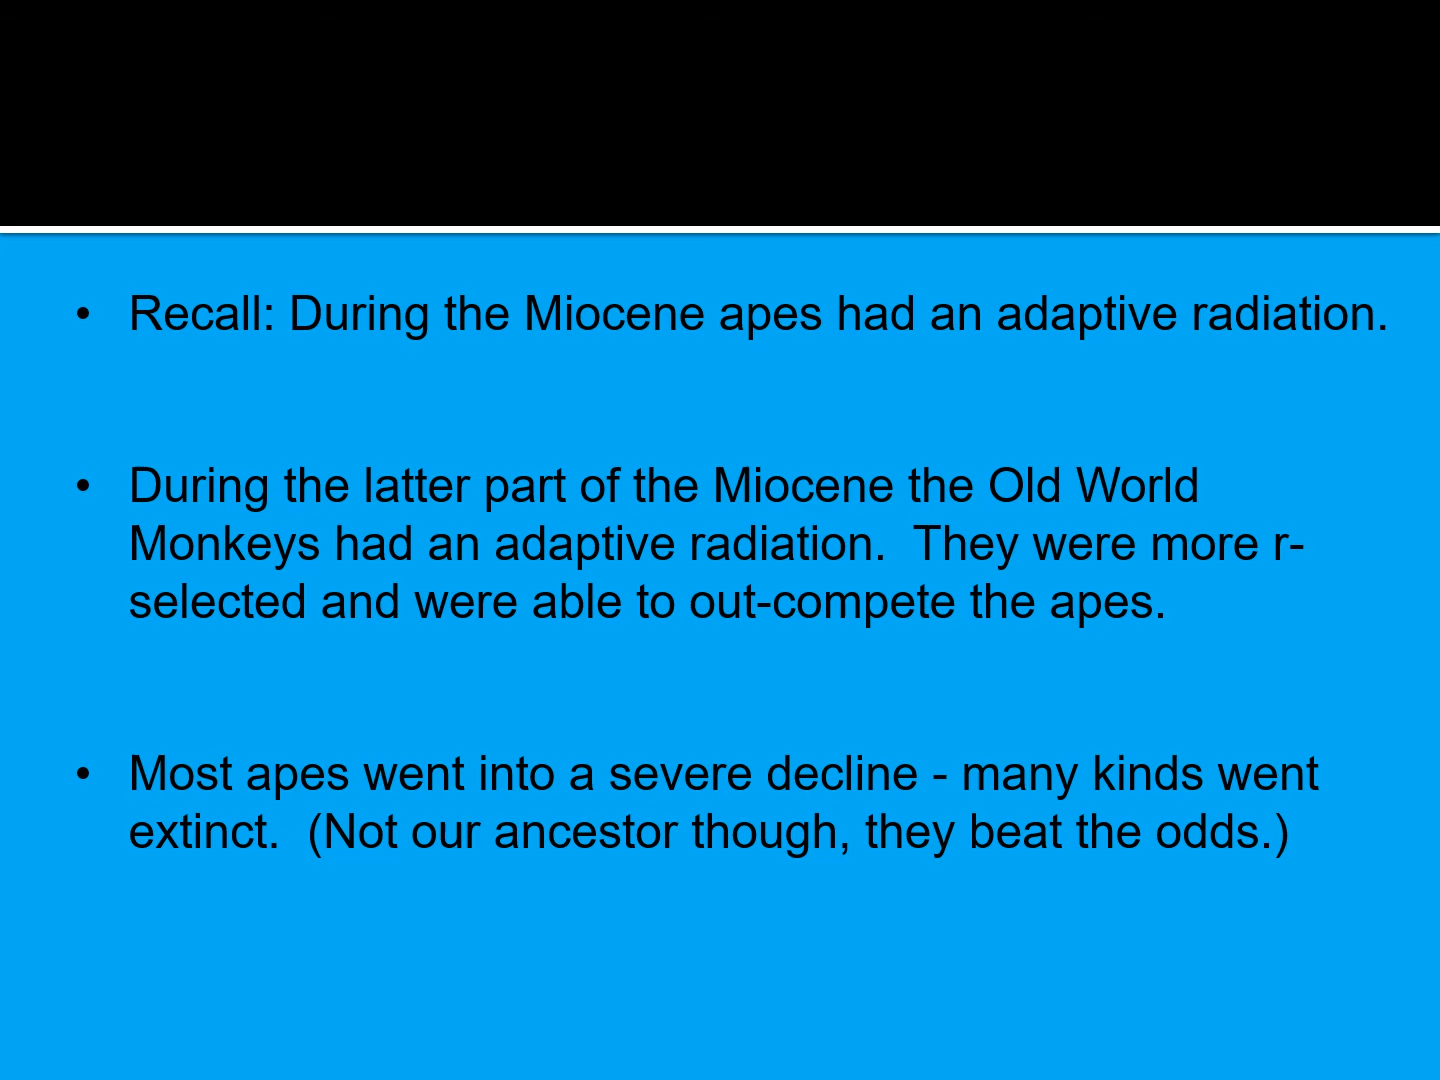 • Recall: During the Miocene apes had an adaptive radiation.
• During the latter part of the Miocene the Old World
Monkeys had an adaptive radiation.  They were more r-
selected and were able to out-compete the apes.
• Most apes went into a severe decline - many kinds went
extinct.  (Not our ancestor though, they beat the odds.)